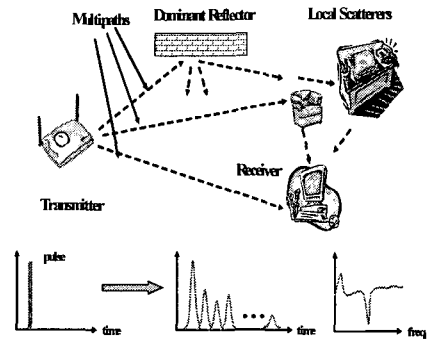 Multipaths
Dominant Reflector
Local Scatterers
Receiver
Transmitter
pulse
time
time
freq